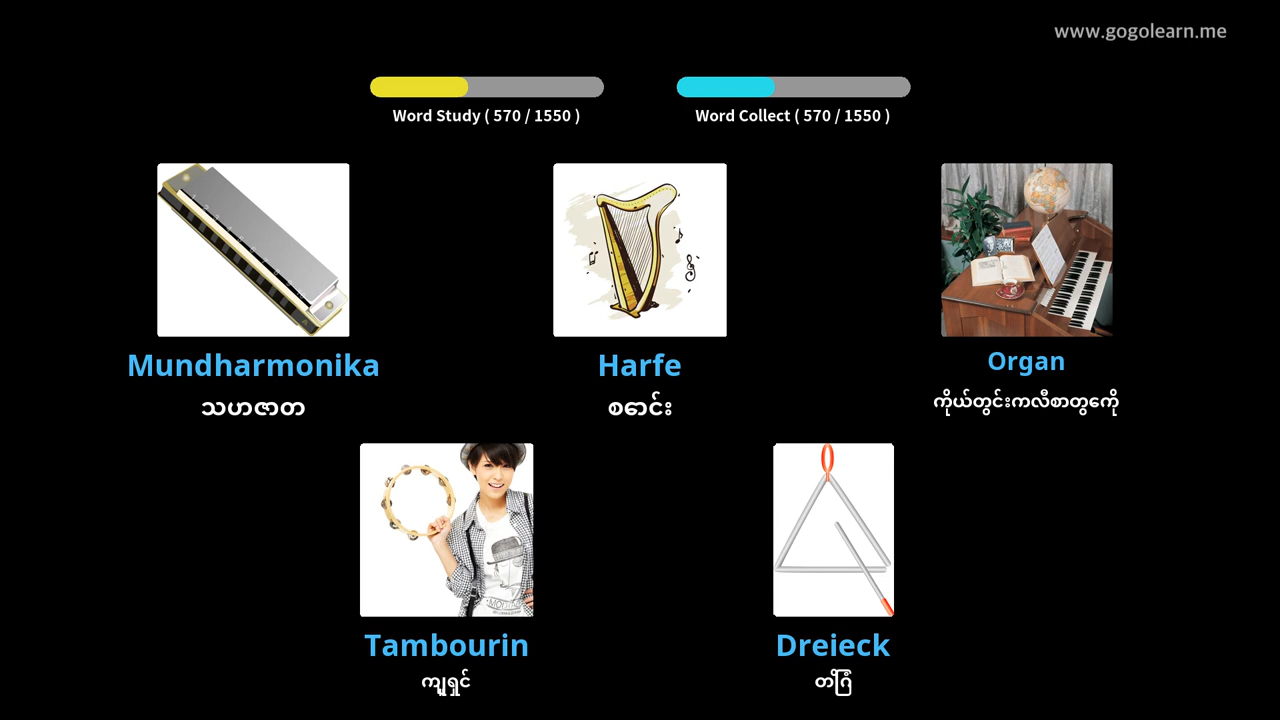 www.gogolearn.me
Word Study ( 570 / 1550 )
Word Collect ( 570 / 1550 )
Mundharmonika
သဟဇာတ
Harfe
စောင်း
Organ
ကိုယ်တွင်းကလီစာတွေကို
Tambourin
ကျူရှင်
Dreieck
တိဂြိံ